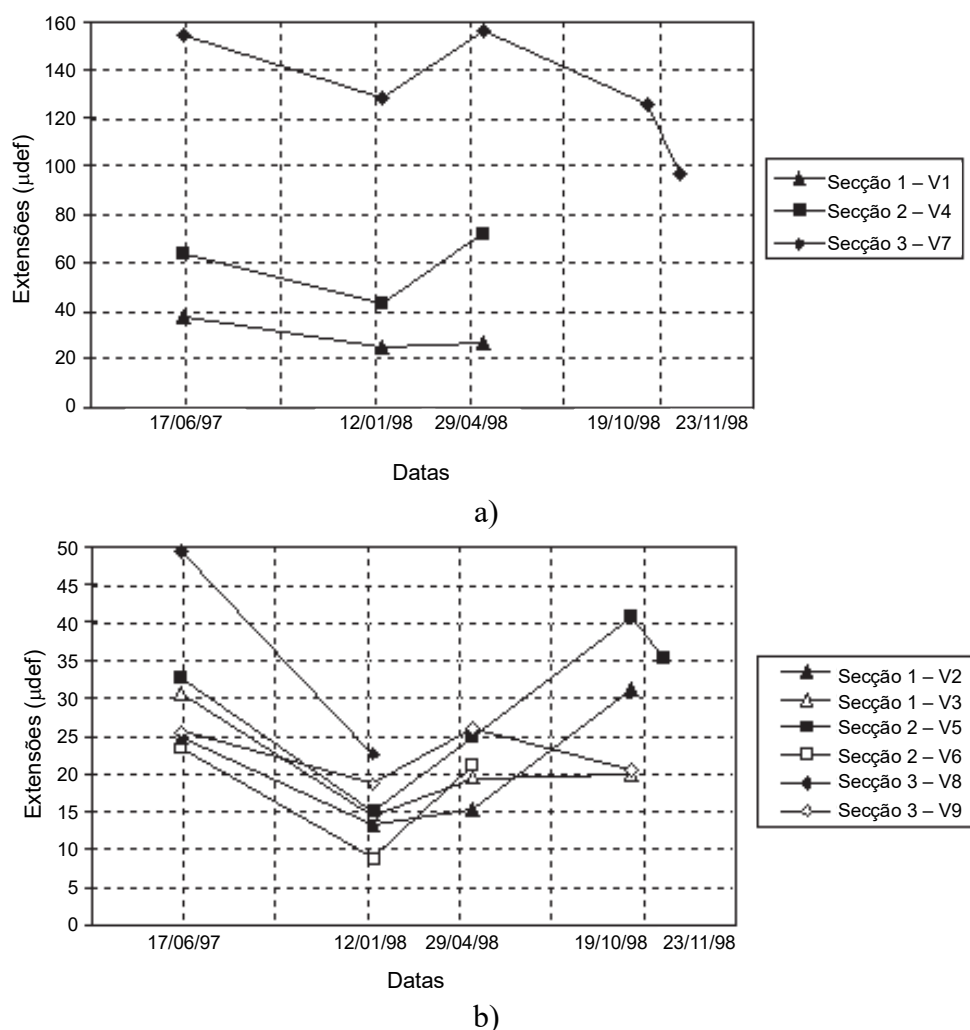 160
140
120
100
80
60
40
20
0
Extensões (μdef)
17/06/97 12/01/98 29/04/98 19/10/98 23/11/98
Datas
Secção 1 – V1
Secção 2 – V4
Secção 3 – V7
a)
50
45
40
35
30
25
20
15
10
5
0
Extensões (μdef)
17/06/97 12/01/98 29/04/98 19/10/98 23/11/98
Datas
Secção 1 – V2
Secção 1 – V3
Secção 2 – V5
Secção 2 – V6
Secção 3 – V8
Secção 3 – V9
b)